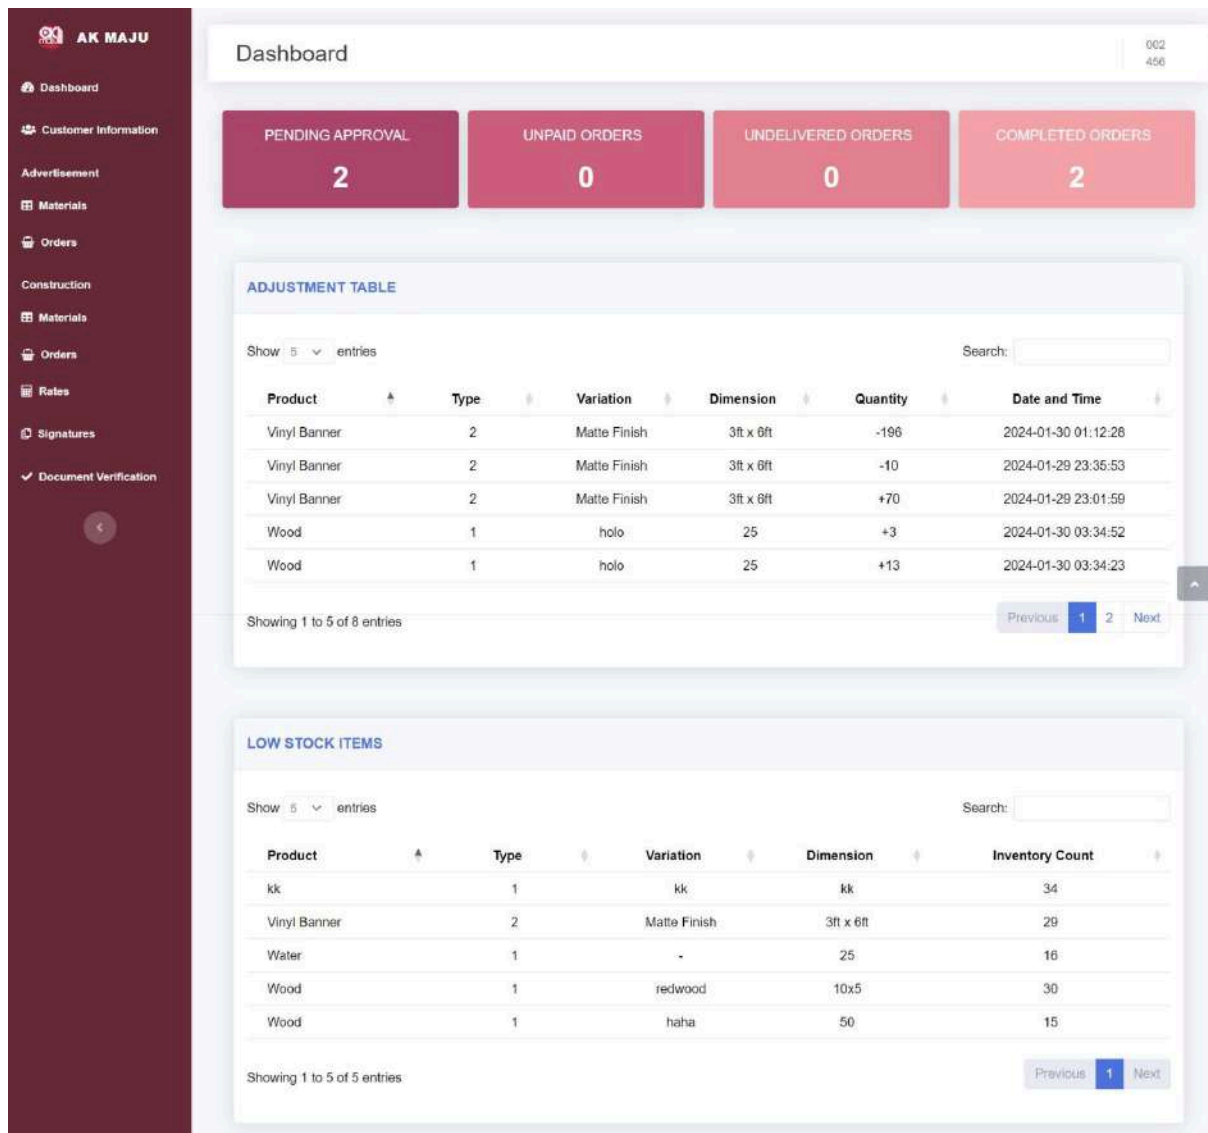 AK MAJU
Dashboard
Customer Information
Advertisement
Materials
Orders
Construction
Materials
Orders
Rates
Signatures
Document Verification
Dashboard
002
456
PENDING APPROVAL
2
UNPAID ORDERS
0
UNDELIVERED ORDERS
0
COMPLETED ORDERS
2
ADJUSTMENT TABLE
Show 5 entries Search:
Product Type Variation Dimension Quantity Date and Time
Vinyl Banner 2 Matte Finish 3ft x 6ft -196 2024-01-30 01:12:28
Vinyl Banner 2 Matte Finish 3ft x 6ft -10 2024-01-29 23:35:53
Vinyl Banner 2 Matte Finish 3ft x 6ft +70 2024-01-29 23:01:59
Wood 1 holo 25 +3 2024-01-30 03:34:52
Wood 1 holo 25 +13 2024-01-30 03:34:23
Showing 1 to 5 of 8 entries Previous 1 2 Next
LOW STOCK ITEMS
Show 5 entries Search:
Product Type Variation Dimension Inventory Count
kk 1 kk kk 34
Vinyl Banner 2 Matte Finish 3ft x 6ft 29
Water 1 - 25 16
Wood 1 redwood 10x5 30
Wood 1 haha 50 15
Showing 1 to 5 of 5 entries Previous 1 Next